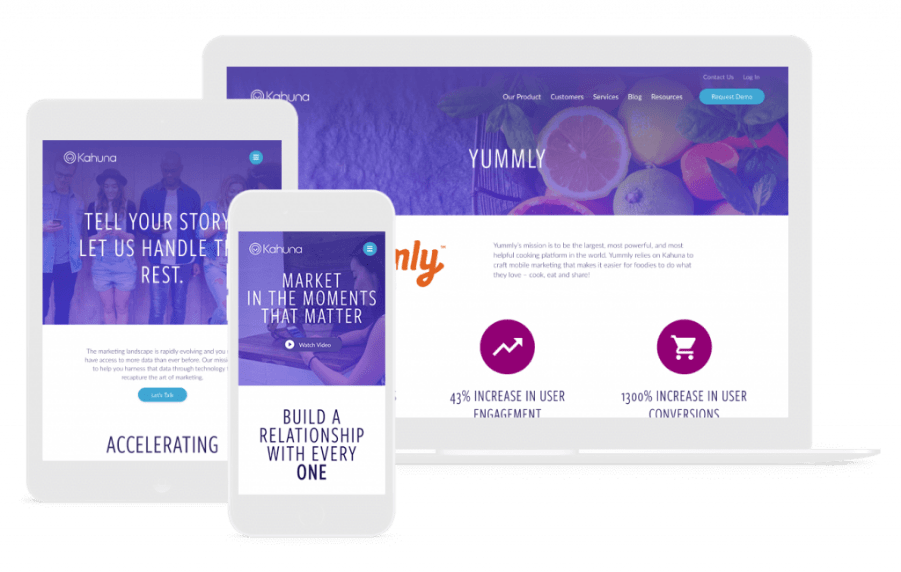 Contact Us Log In
Kahuna
Our Product Customers Services Blog Resources Request Demo
YUMMLY
mly™
Yummly's mission is to be the largest, most powerful, and most
helpful cooking platform in the world. Yummly relies on Kahuna to
craft mobile marketing that makes it easier for foodies to do what
they love – cook, eat and share!
S
43% INCREASE IN USER
ENGAGEMENT
1300% INCREASE IN USER
CONVERSIONS
Kahuna
TELL YOUR STORY
LET US HANDLE TH
REST.
The marketing landscape is rapidly evolving and you
have access to more data than ever before. Our miss
to help you harness that data through technology
recapture the art of marketing.
Let's Talk
ACCELERATING
Kahuna
MARKET
IN THE MOMENTS
THAT MATTER
Watch Video
BUILD A
RELATIONSHIP
WITH EVERY
ONE